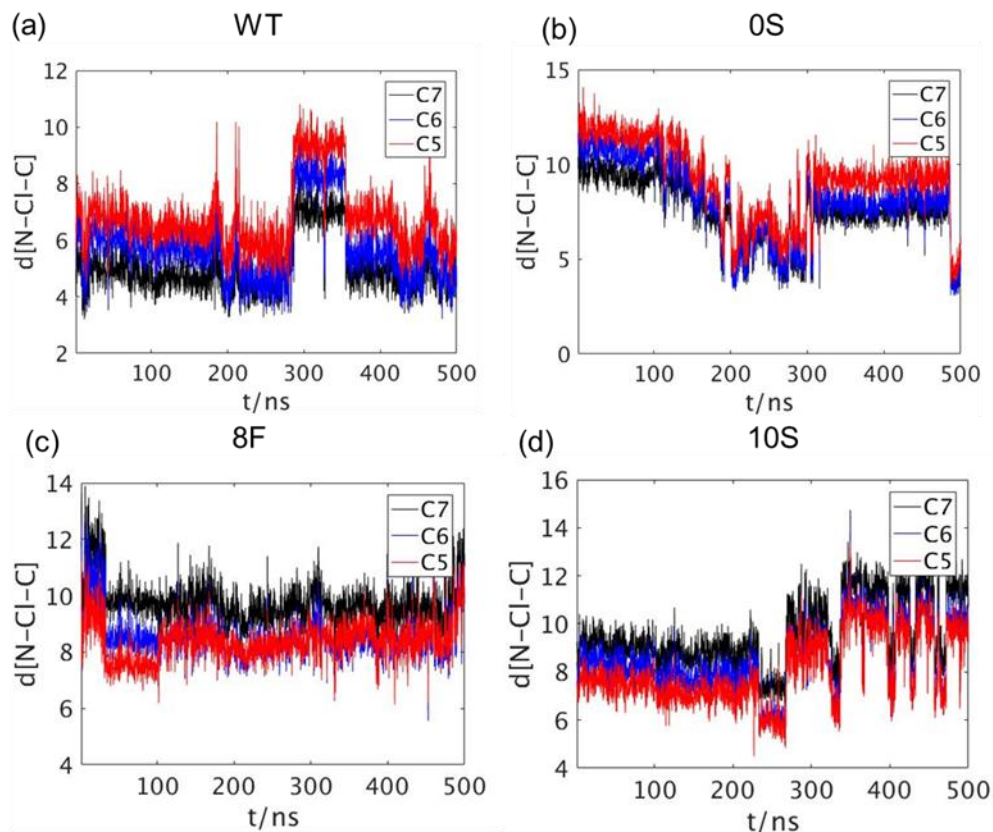 (a) WT
d[N-Cl-C]
12
10
8
6
4
2
C7
C6
C5
100 200 300 400 500
t/ns
(b) 0S
d[N-Cl-C]
15
10
5
0
C7
C6
C5
100 200 300 400 500
t/ns
(c) 8F
d[N-Cl-C]
14
12
10
8
6
4
C7
C6
C5
0 100 200 300 400 500
t/ns
(d) 10S
d[N-Cl-C]
16
14
12
10
8
6
4
C7
C6
C5
100 200 300 400 500
t/ns